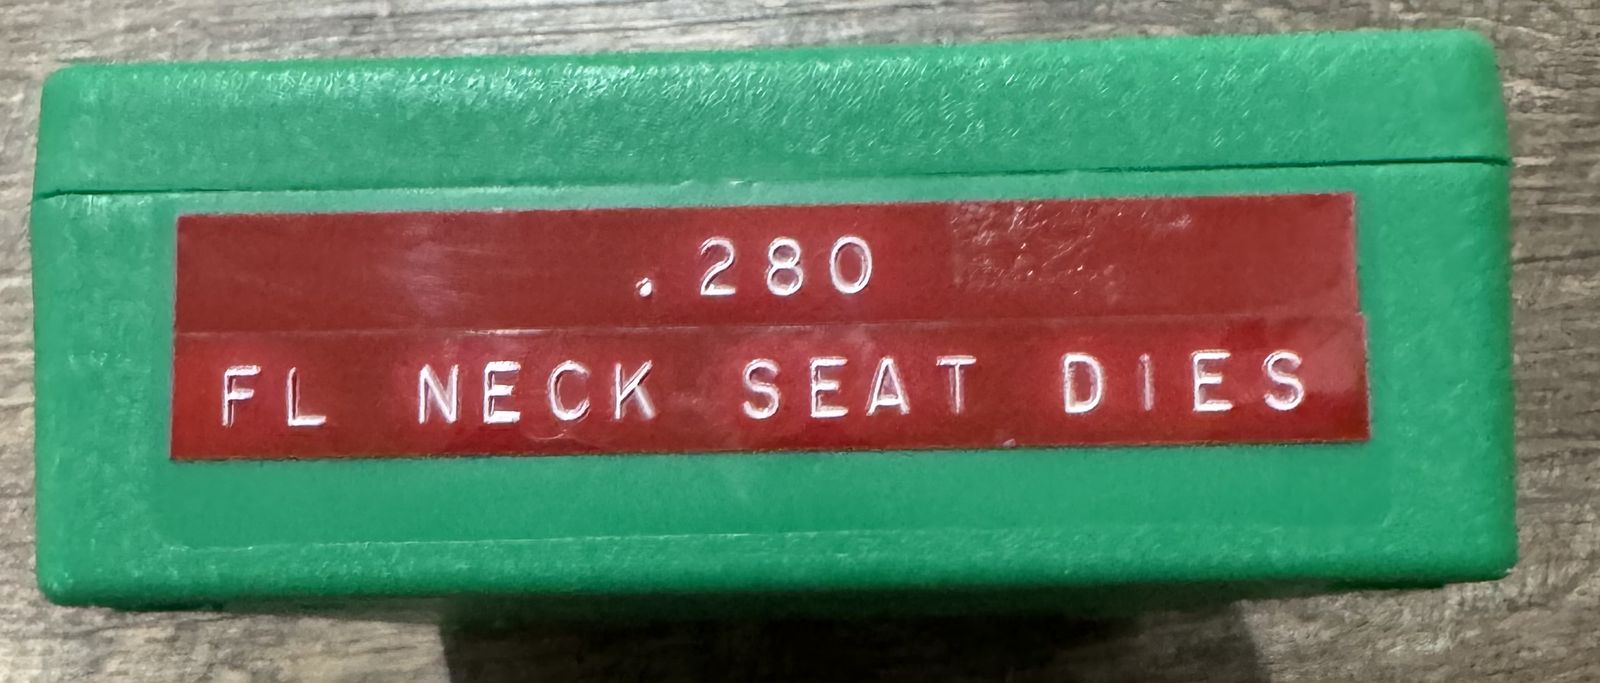 .280
FL NECK SEAT DIES